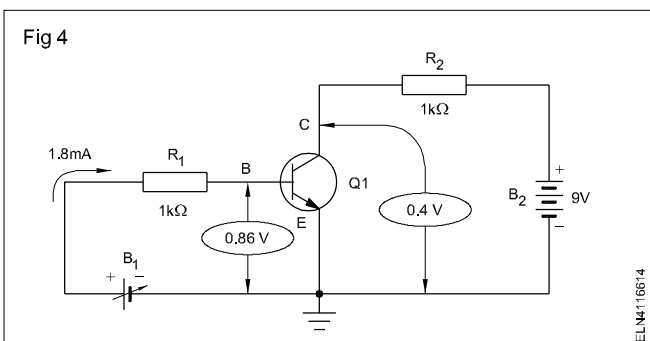 Fig 4
R2
1kΩ
C
1.8mA
R1
B
Q1
1kΩ
E
0.86 V
0.4 V
B2
+
9V
–
B1
+
–
ELN4116614